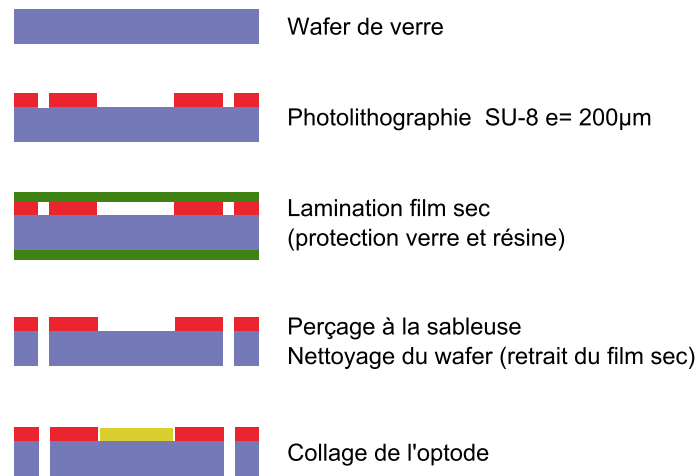 Wafer de verre
Photolithographie SU-8 e= 200µm
Lamination film sec
(protection verre et résine)
Perçage à la sableuse
Nettoyage du wafer (retrait du film sec)
Collage de l'optode